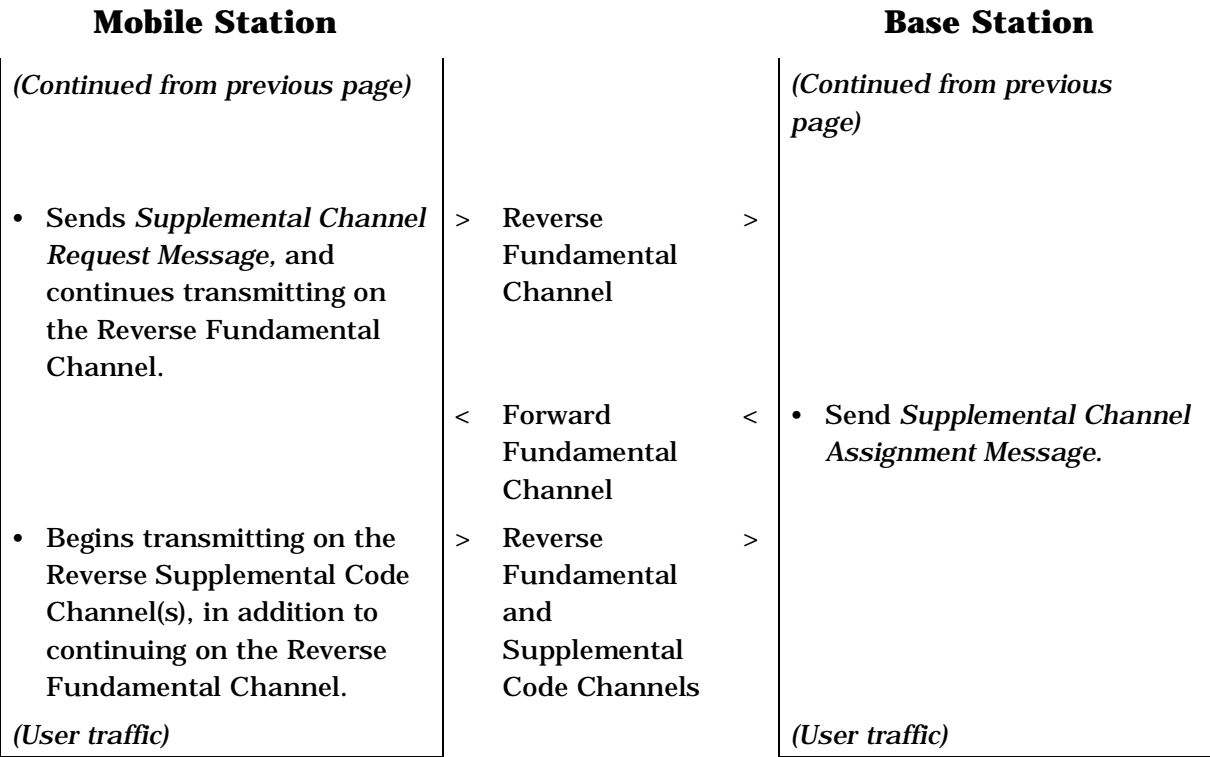 Mobile Station
Base Station
(Continued from previous page)
(Continued from previous
page)
• Sends Supplemental Channel
Request Message, and
continues transmitting on
the Reverse Fundamental
Channel.
> Reverse >
Fundamental
Channel
< Forward <
Fundamental
Channel
• Send Supplemental Channel
Assignment Message.
• Begins transmitting on the
Reverse Supplemental Code
Channel(s), in addition to
continuing on the Reverse
Fundamental Channel.
> Reverse >
Fundamental
and
Supplemental
Code Channels
(User traffic)
(User traffic)